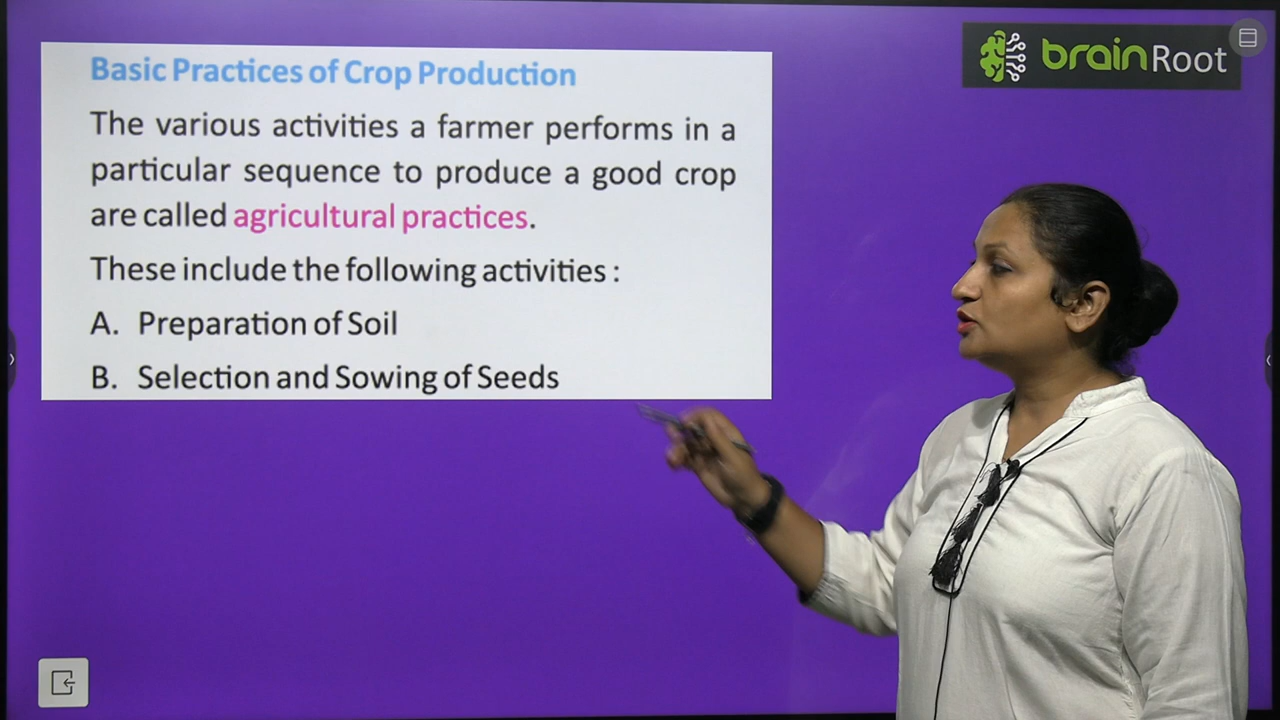 Basic Practices of Crop Production
The various activities a farmer performs in a
particular sequence to produce a good crop
are called agricultural practices.
These include the following activities :
A. Preparation of Soil
B. Selection and Sowing of Seeds
brainRoot